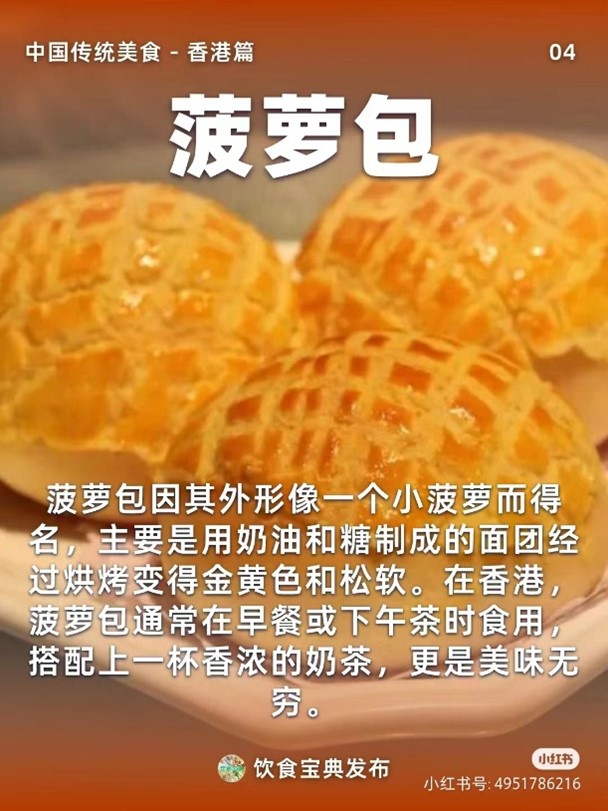 中国传统美食 - 香港篇
04
菠萝包
菠萝包因其外形像一个小菠萝而得
名，主要是用奶油和糖制成的面团经
过烘烤变得金黄色和松软。在香港，
菠萝包通常在早餐或下午茶时食用，
搭配上一杯香浓的奶茶，更是美味无
穷。
饮食宝典发布
小红书
小红书号: 4951786216